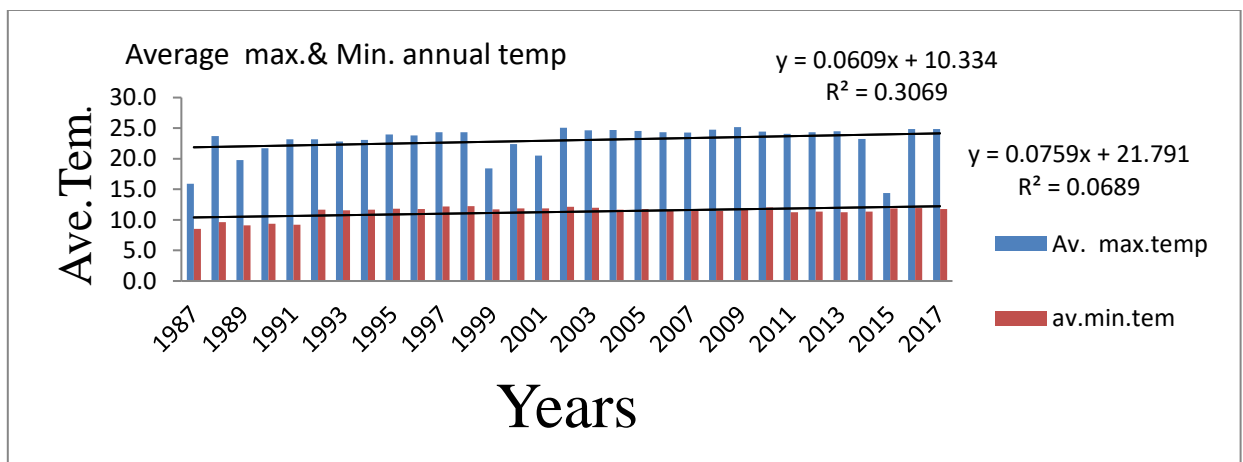 Average max.& Min. annual temp
y = 0.0609x + 10.334
R² = 0.3069
y = 0.0759x + 21.791
R² = 0.0689
Ave.Tem.
30.0
25.0
20.0
15.0
10.0
5.0
0.0
1987
1989
1991
1993
1995
1997
1999
2001
2003
2005
2007
2009
2011
2013
2015
2017
Years
Av. max.temp
av.min.tem